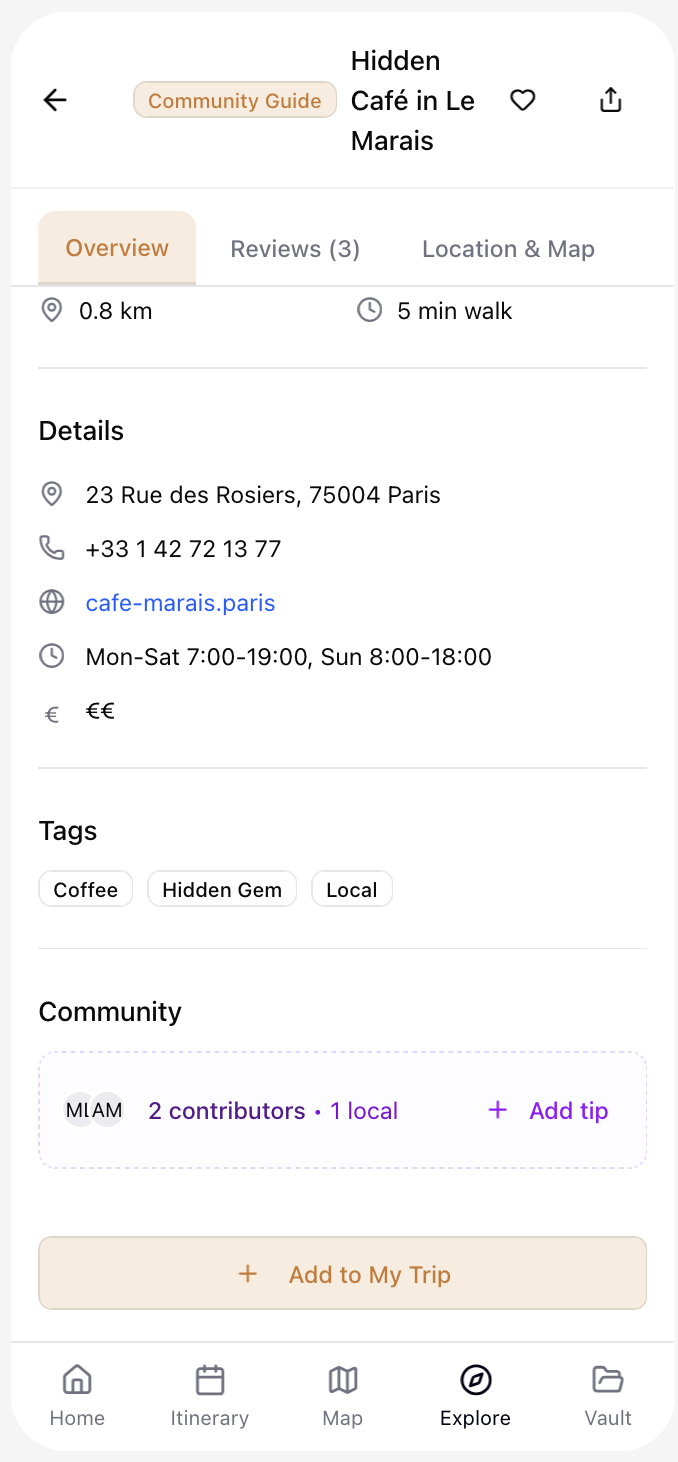 Community Guide
Hidden
Café in Le
Marais
Overview
Reviews (3)
Location & Map
0.8 km
5 min walk
Details
23 Rue des Rosiers, 75004 Paris
+33 1 42 72 13 77
cafe-marais.paris
Mon-Sat 7:00-19:00, Sun 8:00-18:00
€ €€
Tags
Coffee
Hidden Gem
Local
Community
AM
2 contributors • 1 local
+ Add tip
+ Add to My Trip
Home
Itinerary
Map
Explore
Vault